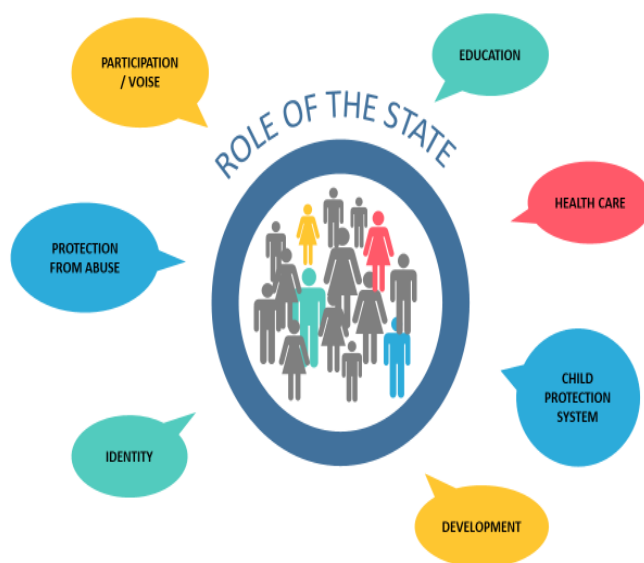 ROLE OF THE STATE
PARTICIPATION
/ VOISE
EDUCATION
HEALTH CARE
PROTECTION
FROM ABUSE
CHILD
PROTECTION
SYSTEM
IDENTITY
DEVELOPMENT